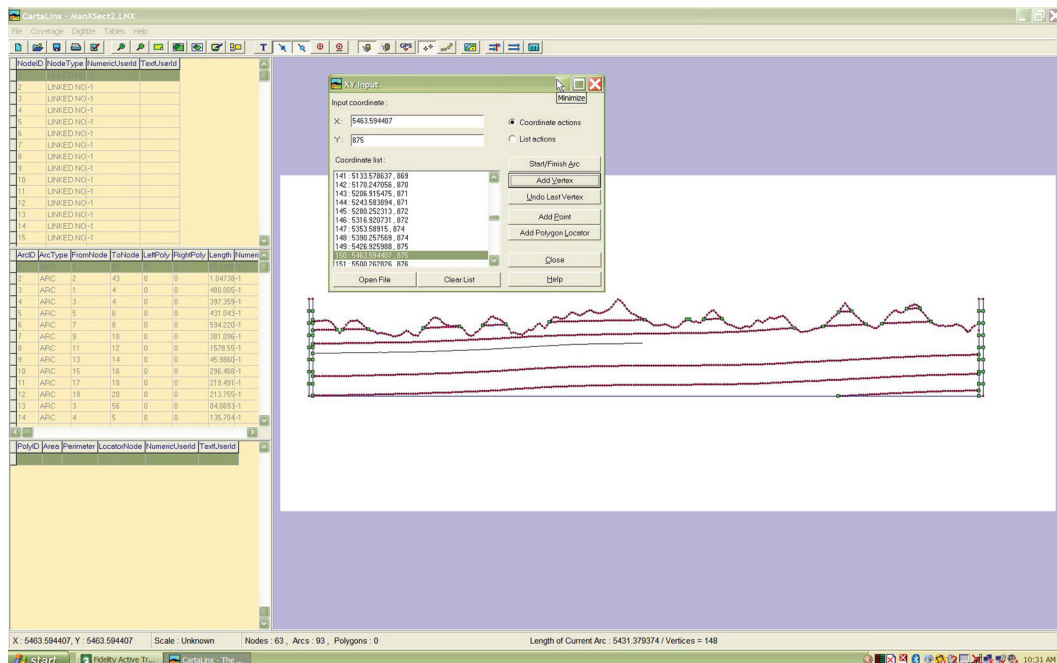 CartaLinx - ManXSect2.LNX
File Coverage Digitize Tables Help
NodeID NodeType NumericUserId TextUserId
LINKED NO -1
2 LINKED NO -1
3 LINKED NO -1
4 LINKED NO -1
5 LINKED NO -1
6 LINKED NO -1
7 LINKED NO -1
8 LINKED NO -1
9 LINKED NO -1
10 LINKED NO -1
11 LINKED NO -1
12 LINKED NO -1
13 LINKED NO -1
14 LINKED NO -1
15 LINKED NO -1
ArcID ArcType FromNode ToNode LeftPoly RightPoly Length Numer
2 ARC 2 43 0 0 1.04738 -1
3 ARC 1 4 0 0 480.005 -1
4 ARC 3 4 0 0 397.359 -1
5 ARC 5 6 0 0 431.043 -1
6 ARC 7 8 0 0 594.220 -1
7 ARC 9 10 0 0 381.096 -1
8 ARC 11 12 0 0 1578.55 -1
9 ARC 13 14 0 0 45.9860 -1
10 ARC 15 16 0 0 296.468 -1
11 ARC 17 18 0 0 219.491 -1
12 ARC 19 20 0 0 213.755 -1
13 ARC 3 56 0 0 84.0693 -1
14 ARC 4 5 0 0 135.704 -1
PolyID Area Perimeter LocatorNode NumericUserId TextUserId
XY Input
Minimize
Input coordinate :
X: 5463.594407
Y: 875
Coordinate actions
List actions
Coordinate list :
141 : 5133.578637, 869
142 : 5170.247056, 870
143 : 5206.915475, 871
144 : 5243.583894, 871
145 : 5280.252313, 872
146 : 5316.920731, 872
147 : 5353.58915, 874
148 : 5390.257569, 874
149 : 5426.925988, 875
150 : 5463.594407, 875
151 : 5500.262826, 876
Start/Finish Arc
Add Vertex
Undo Last Vertex
Add Point
Add Polygon Locator
Close
Help
Open File
Clear List
T
GPS
X : 5463.594407, Y : 5463.594407
Scale : Unknown
Nodes : 63 , Arcs : 93 , Polygons : 0
Length of Current Arc : 5431.379374 / Vertices = 148
start
Fidelity Active Tr...
CartaLinx - The ...
10:31 AM